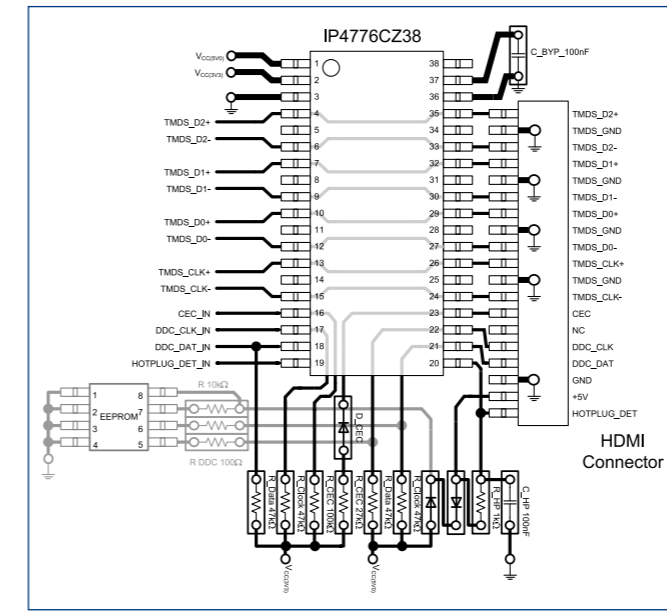 IP4776CZ38
VCC(5V0)
VCC(3V3)
C_BYP_100nF
TMDS_D2+
TMDS_D2-
TMDS_D1+
TMDS_D1-
TMDS_D0+
TMDS_D0-
TMDS_CLK+
TMDS_CLK-
CEC_IN
DDC_CLK_IN
DDC_DAT_IN
HOTPLUG_DET_IN
1
2
3
4
5
6
7
8
9
10
11
12
13
14
15
16
17
18
19
38
37
36
35
34
33
32
31
30
29
28
27
26
25
24
23
22
21
20
TMDS_D2+
TMDS_GND
TMDS_D2-
TMDS_D1+
TMDS_GND
TMDS_D1-
TMDS_D0+
TMDS_GND
TMDS_D0-
TMDS_CLK+
TMDS_GND
TMDS_CLK-
CEC
NC
DDC_CLK
DDC_DAT
GND
+5V
HOTPLUG_DET
HDMI
Connector
R 10kΩ
1 8
2 7
EEPROM
3 6
4 5
R DDC 100Ω
D_CEC
R_Data 47kΩ
R_Clock 47kΩ
R_CEC 100kΩ
R_CEC 27kΩ
R_Data 47kΩ
R_Clock 47kΩ
R_HP 1kΩ
C_HP 100nF
VCC(3V3)
VCC(5V0)